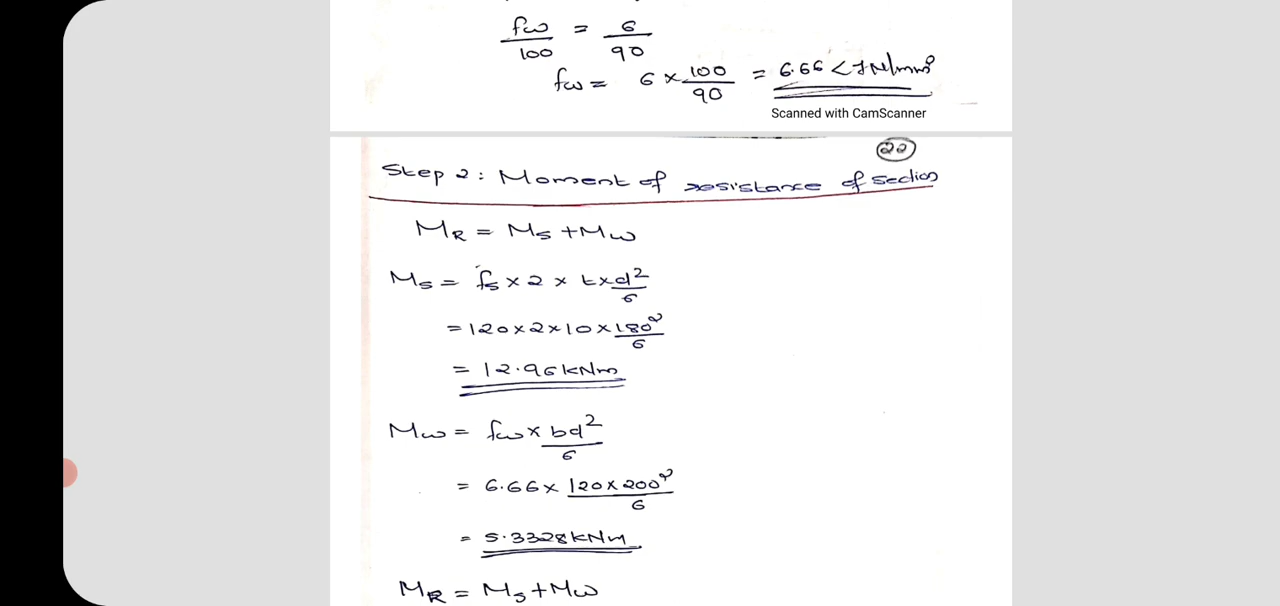 fw/100 = 6/90
fw = 6 × 100/90 = 6.66 < 7 N/mm²
Scanned with CamScanner
22
Step 2: Moment of resistance of section
MR = Ms + Mw
Ms = fs × 2 × t × d²/6
= 120 × 2 × 10 × 180²/6
= 12.96 kNm
Mw = fw × bd²/6
= 6.66 × 120 × 200²/6
= 5.3328 kNm
MR = Ms + Mw